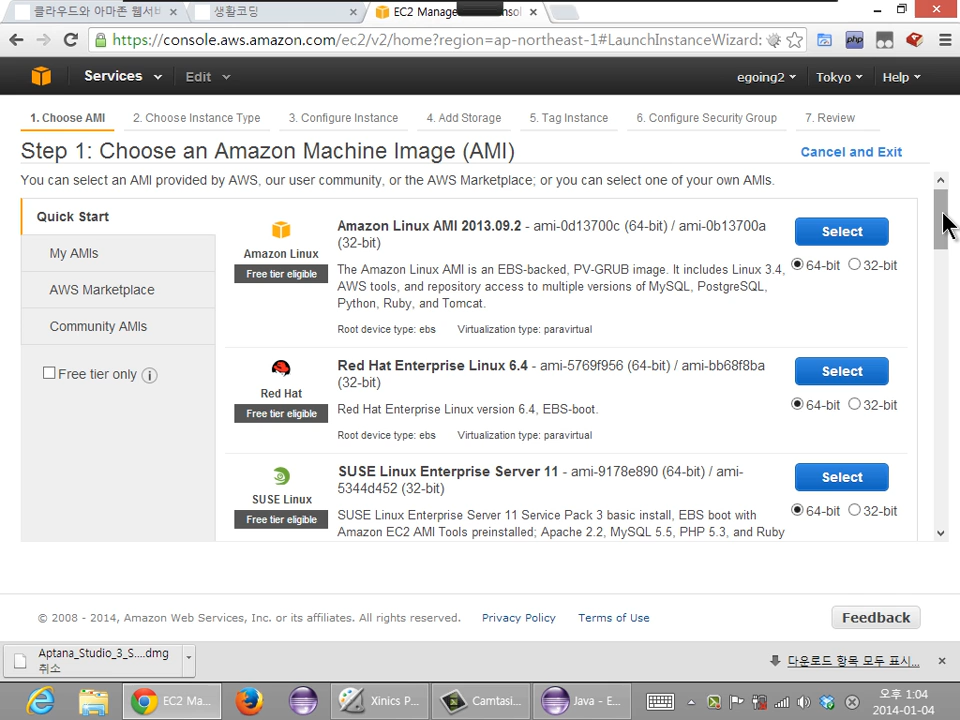 클라우드와 아마존 웹서비
생활코딩
EC2 Manage
onsol
https://console.aws.amazon.com/ec2/v2/home?region=ap-northeast-1#LaunchInstanceWizard:
php
Services
Edit
egoing2
Tokyo
Help
1. Choose AMI
2. Choose Instance Type
3. Configure Instance
4. Add Storage
5. Tag Instance
6. Configure Security Group
7. Review
Step 1: Choose an Amazon Machine Image (AMI)
Cancel and Exit
You can select an AMI provided by AWS, our user community, or the AWS Marketplace; or you can select one of your own AMIs.
Quick Start
My AMIs
AWS Marketplace
Community AMIs
Free tier only
Amazon Linux
Free tier eligible
Amazon Linux AMI 2013.09.2 - ami-0d13700c (64-bit) / ami-0b13700a
(32-bit)
The Amazon Linux AMI is an EBS-backed, PV-GRUB image. It includes Linux 3.4,
AWS tools, and repository access to multiple versions of MySQL, PostgreSQL,
Python, Ruby, and Tomcat.
Root device type: ebs Virtualization type: paravirtual
Select
64-bit 32-bit
Red Hat
Free tier eligible
Red Hat Enterprise Linux 6.4 - ami-5769f956 (64-bit) / ami-bb68f8ba
(32-bit)
Red Hat Enterprise Linux version 6.4, EBS-boot.
Root device type: ebs Virtualization type: paravirtual
Select
64-bit 32-bit
SUSE Linux
Free tier eligible
SUSE Linux Enterprise Server 11 - ami-9178e890 (64-bit) / ami-
5344d452 (32-bit)
SUSE Linux Enterprise Server 11 Service Pack 3 basic install, EBS boot with
Amazon EC2 AMI Tools preinstalled; Apache 2.2, MySQL 5.5, PHP 5.3, and Ruby
Select
64-bit 32-bit
© 2008 - 2014, Amazon Web Services, Inc. or its affiliates. All rights reserved.
Privacy Policy
Terms of Use
Feedback
Aptana_Studio_3_S....dmg
취소
다운로드 항목 모두 표시...
EC2 Ma...
Xinics P...
Camtasi...
Java - E...
오후 1:04
2014-01-04